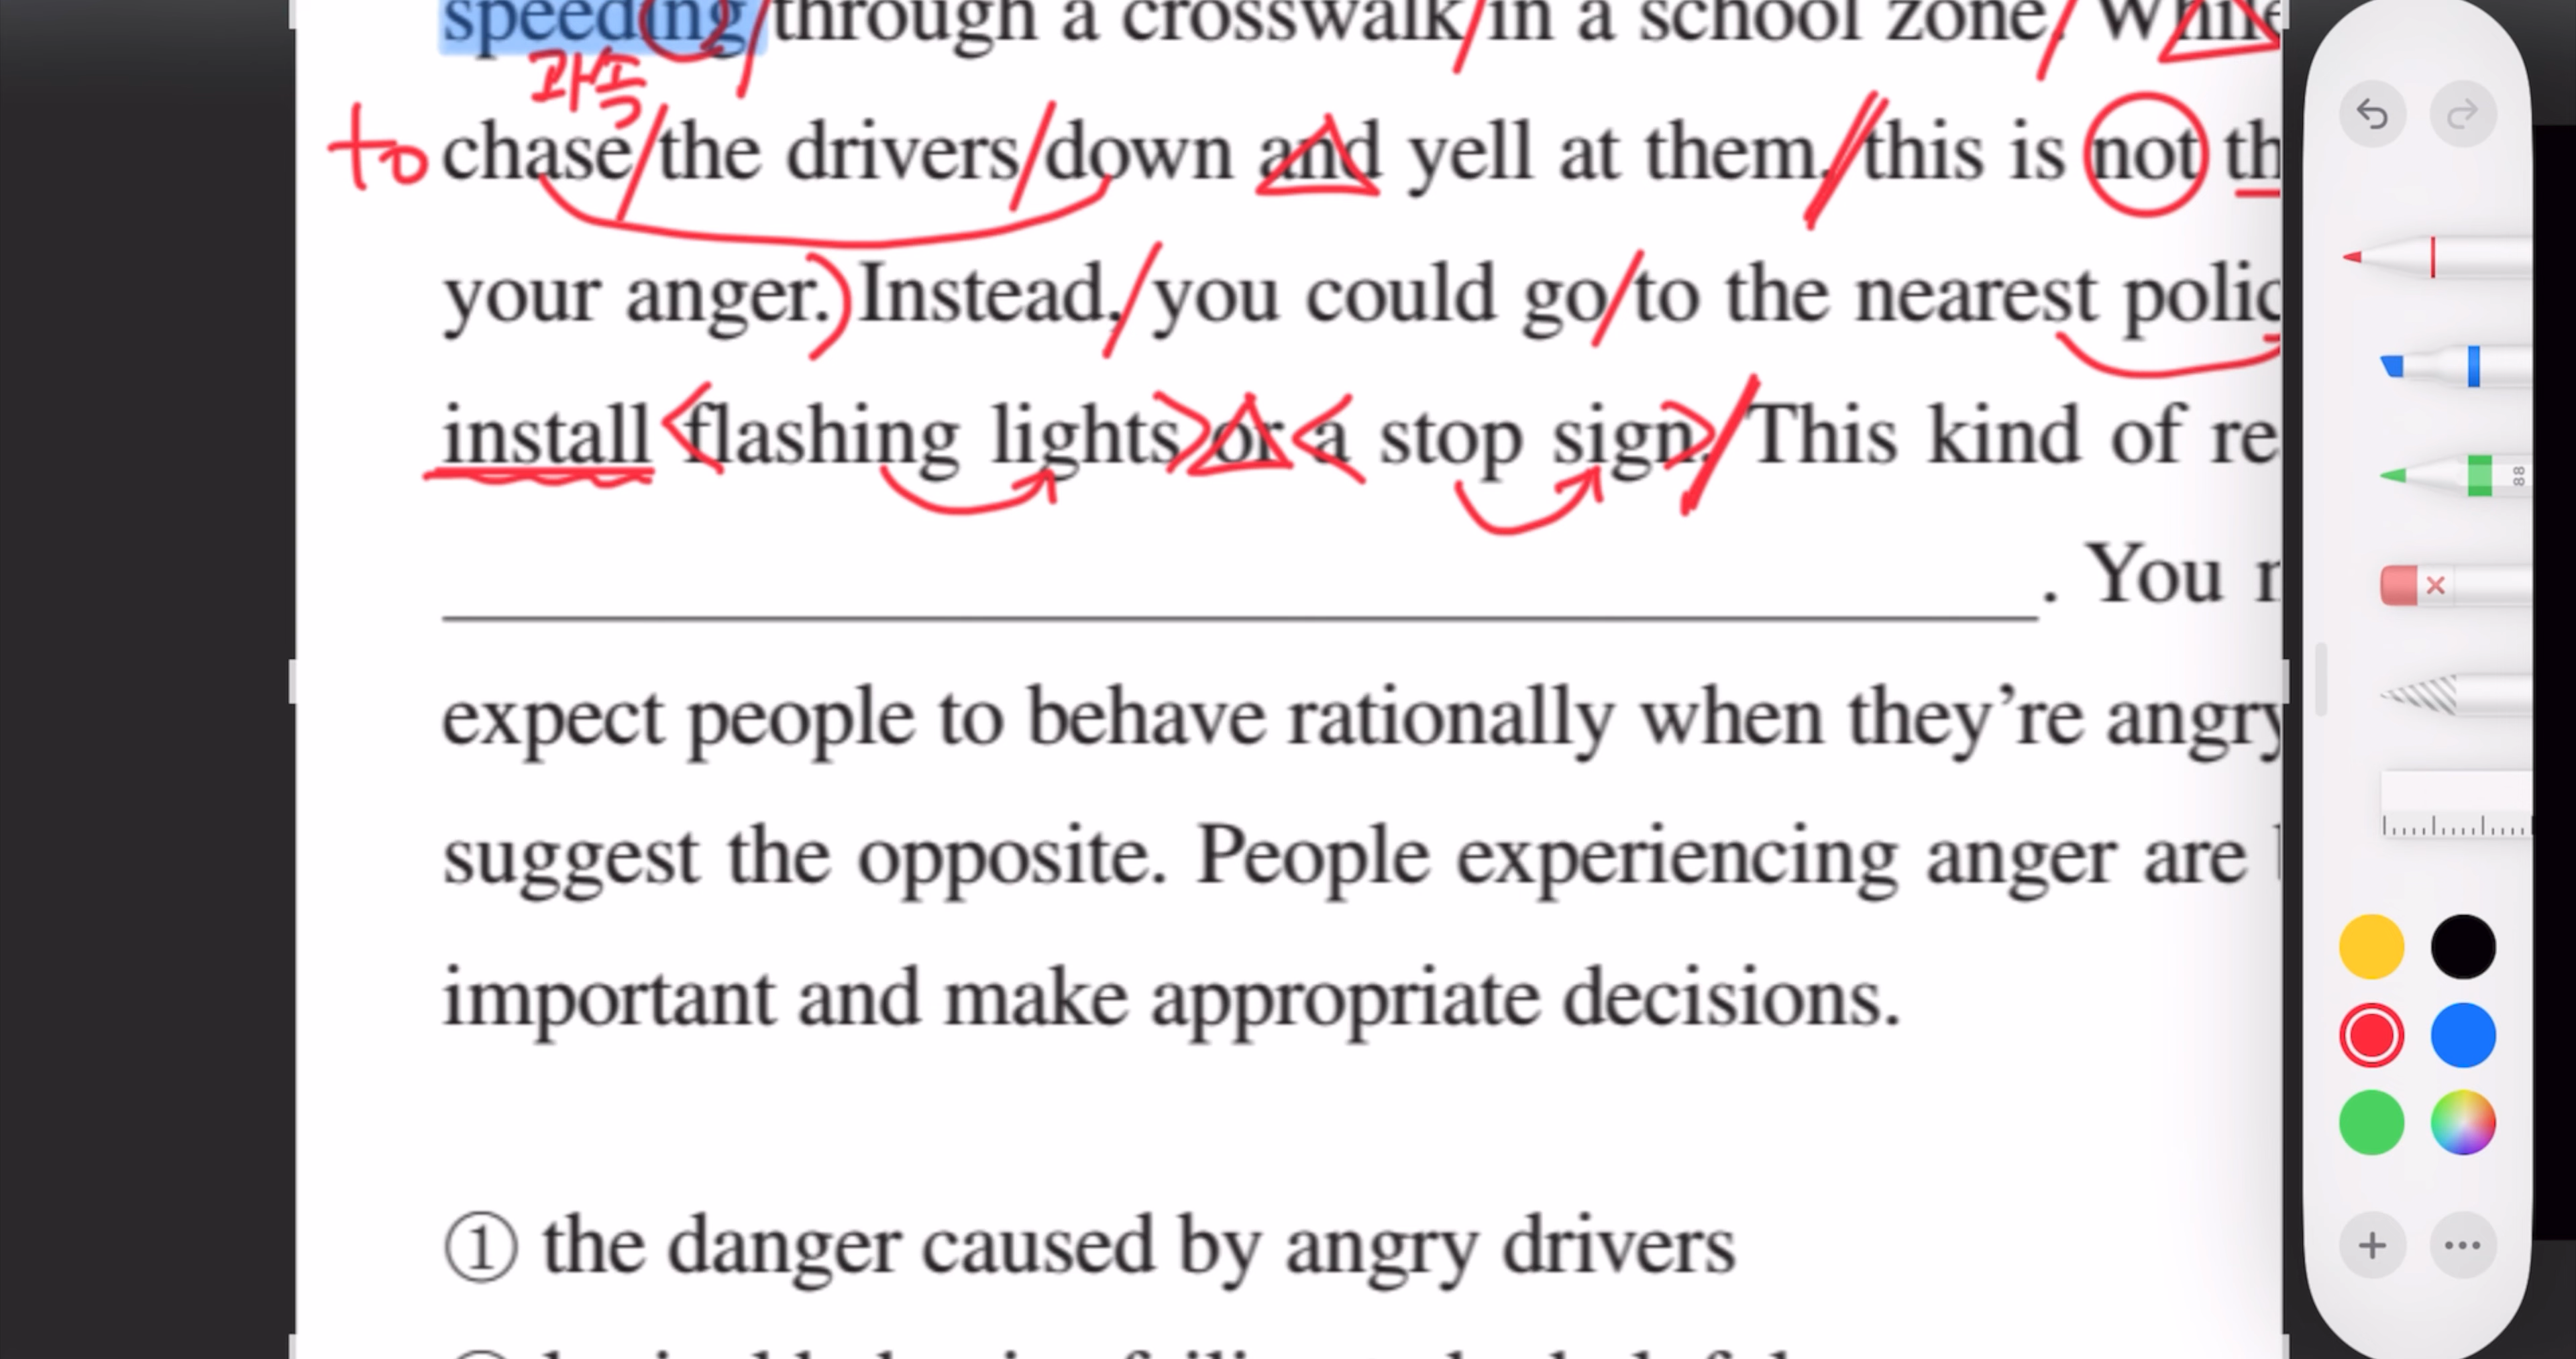 speeding through a crosswalk in a school zone. While
과속
to chase the drivers down and yell at them, this is not
your anger. Instead, you could go to the nearest
install flashing lights or a stop sign. This kind of
. You
expect people to behave rationally when they're angry
suggest the opposite. People experiencing anger are
important and make appropriate decisions.
① the danger caused by angry drivers